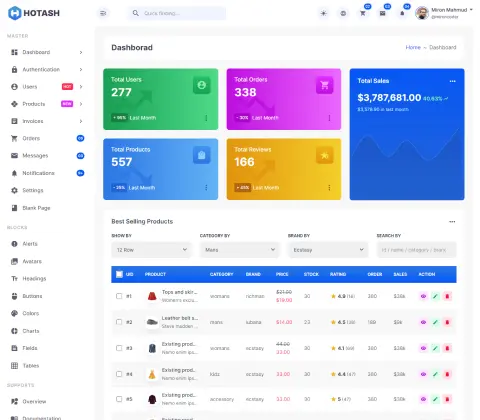 HOTASH
Quick finding...
Miron Mahmud
@mironcoder
MASTER
Dashboard
Authentication
Users HOT
Products NEW
Invoices
Orders
Messages
Notifications
Settings
Blank Page
BLOCKS
Alerts
Avatars
Headings
Buttons
Colors
Charts
Fields
Tables
SUPPORTS
Overview
Documentation
Dashborad
Home - Dashboard
Total Users
277
+ 95% Last Month
Total Orders
338
- 30% Last Month
Total Products
557
+ 25% Last Month
Total Reviews
166
+ 45% Last Month
Total Sales
$3,787,681.00 40.63%
$3,578.90 in last month
Best Selling Products
SHOW BY
12 Row
CATEGORY BY
Mans
BRAND BY
Ecstasy
SEARCH BY
id / name / category / brand
UID PRODUCT CATEGORY BRAND PRICE STOCK RATING ORDER SALES ACTION
#1 Tops and skir... womans richman $21.00 30 4.9 (16) 380 $38k
Women's exclus... $19.00
#2 Leather belt s... mans lubana $14.00 23 4.5 (38) 189 $9k
Steve madden ...
#3 Existing prod... womans ecstasy 44.00 30 4.1 (68) 380 $38k
Nemo enim ips... 33.00
#4 Existing prod... kids ecstasy 33.00 30 4.4 (47) 380 $38k
Nemo enim ips...
#5 Existing prod... accessory ecstasy 33.00 30 5 (47) 380 $38k
Nemo enim ips...